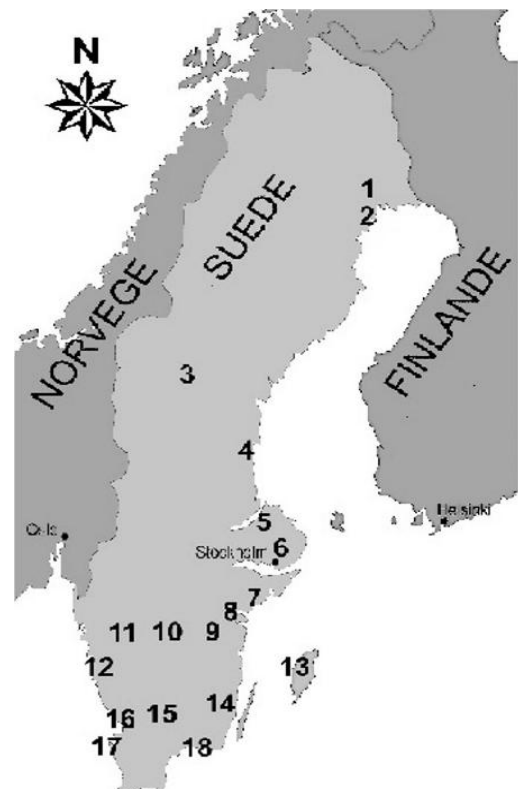 N
1
2
SUEDE
NORVEGE
FINLANDE
3
4
Helsinki
5
Oslo
6
Stockholm
7
8
11 10 9
12
13
14
15
16
17
18